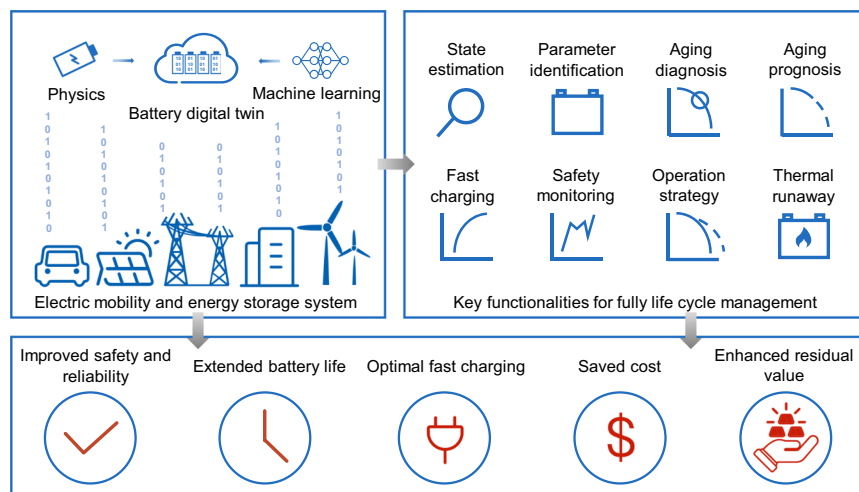 Physics
Battery digital twin
Machine learning
Electric mobility and energy storage system
State
estimation
Parameter
identification
Aging
diagnosis
Aging
prognosis
Fast
charging
Safety
monitoring
Operation
strategy
Thermal
runaway
Key functionalities for fully life cycle management
Improved safety and
reliability
Extended battery life
Optimal fast charging
Saved cost
Enhanced residual
value
$